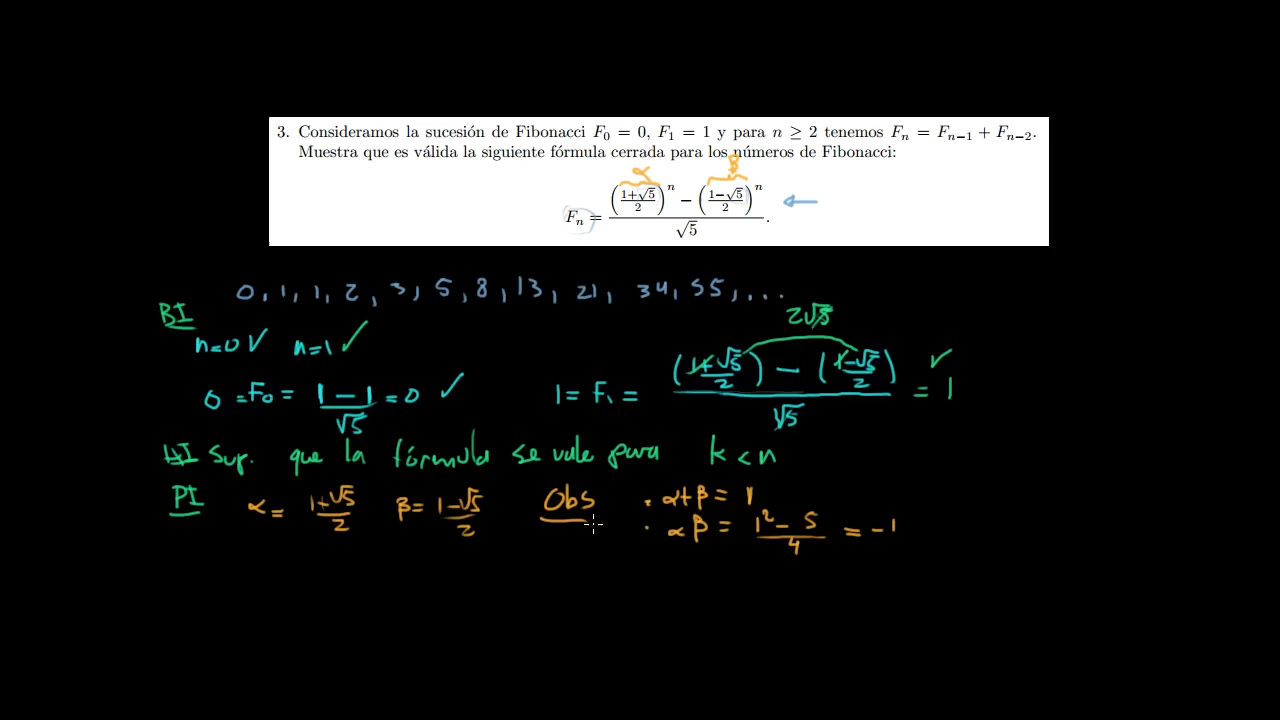 3. Consideramos la sucesión de Fibonacci F₀ = 0, F₁ = 1 y para n ≥ 2 tenemos Fₙ = Fₙ₋₁ + Fₙ₋₂.
Muestra que es válida la siguiente fórmula cerrada para los números de Fibonacci:
α β
Fₙ = (((1+√5)/2)ⁿ − ((1−√5)/2)ⁿ)/√5.
0, 1, 1, 2, 3, 5, 8, 13, 21, 34, 55, ...
BI
2√5
n=0 ✓ n=1 ✓
0 = F₀ = (1 − 1)/√5 = 0 ✓ 1 = F₁ = (((1+√5)/2) − ((1−√5)/2))/√5 = 1 ✓
HI Sup. que la fórmula se vale para k < n
PI α = (1+√5)/2 β = (1−√5)/2 Obs · α+β = 1
· αβ = (1² − 5)/4 = −1